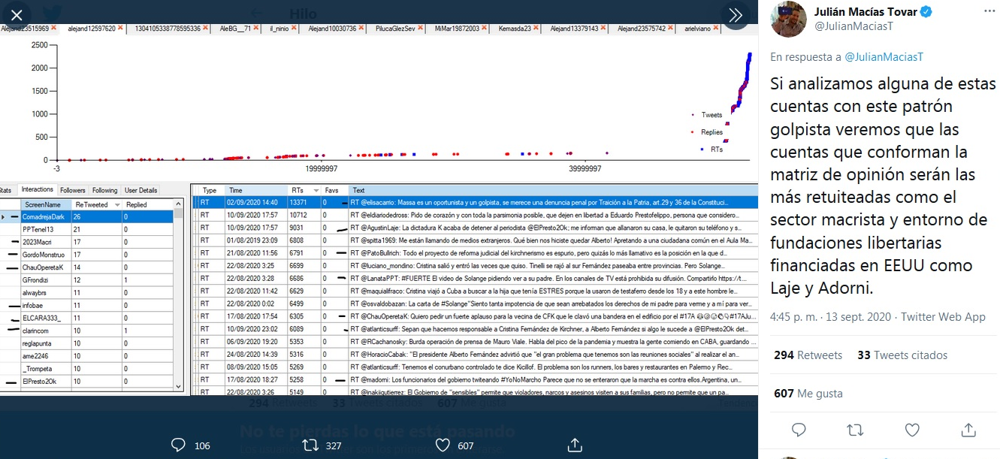 Hilo
Alejand23515969 alejand12597620 1304105338778595336 AleBG__71 il_ninio Alejand10030736 PilucaGlezSev MiMar19872003 Kemasda23 Alejand13379143 Alejand23575742 arielviano
2500
2000
1500
1000
500
0
-3 19999997 39999997
Tweets
Replies
RTs
Stats Interactions Followers Following User Details
ScreenName ReTweeted Replied
ComadrejaDark 26 0
PPTenel13 21 0
2023Macri 17 0
GordoMonstruo 17 0
ChauOperetaK 14 0
GFrondizi 12 1
alwaybrs 11 0
infobae 11 0
ELCARA333_ 11 0
clarincom 10 1
reglapunta 10 0
ame2246 10 0
_Trompeta 10 0
ElPresto2Ok 10 0
Type Time RTs Favs Text
RT 02/09/2020 14:40 13371 0 RT @elisacarrio: Massa es un oportunista y un golpista, se merece una denuncia penal por Traición a la Patria, art.29 y 36 de la Constituci...
RT 10/09/2020 17:57 10712 0 RT @eldiariodedross: Pido de corazón y con toda la parsimonia posible, que dejen en libertad a Eduardo Prestofelippo, persona que considero...
RT 10/09/2020 17:57 9031 0 RT @AgustinLaje: La dictadura K acaba de detener al periodista @ElPresto2Ok; me informan que allanaron su casa, le quitaron su teléfono y s...
RT 01/08/2019 23:09 6808 0 RT @spitta1969: Me están llamando de medios extranjeros. Qué bien nos hiciste quedar Alberto! Apretando a una ciudadana común en el Aula Ma...
RT 21/08/2020 11:56 6791 0 RT @PatoBullrich: Todo el proyecto de reforma judicial del kirchnerismo es espurio, pero quizás lo más llamativo es la posición en la que d...
RT 22/08/2020 3:25 6699 0 RT @luciano_mondino: Cristina salió y entró las veces que quiso. Tinelli se rajó al sur Fernández paseaba entre provincias. Pero Solange...
RT 22/08/2020 3:28 6686 0 RT @LanataPPT: #FUERTE El video de Solange pidiendo ver a su padre. En los canales de TV está prohibida su difusión. Compartirlo https://t....
RT 22/08/2020 11:42 6629 0 RT @maquialifraco: Cristina viajó a Cuba a buscar a la hija que tenía ESTRES porque la usaron de testaferro desde los 18 y a este hombre le...
RT 22/08/2020 0:02 6499 0 RT @osvaldobazan: La carta de #Solange"Siento tanta impotencia de que sean arrebatados los derechos de mi padre para verme y a mí para ver...
RT 17/08/2020 17:54 6305 0 RT @ChauOperetaK: Quiero pedir un fuerte aplauso para la vecina de CFK que le clavó una bandera en el edificio por el #17A #17AJu...
RT 10/09/2020 23:02 6089 0 RT @atlanticsurff: Sepan que hacemos responsable a Cristina Fernández de Kirchner, a Alberto Fernández si algo le sucede a @ElPresto2Ok det...
RT 06/09/2020 19:20 5353 0 RT @RCachanosky: Burda operación de prensa de Mauro Viale. Habla del pico de la pandemia y muestra la gente comiendo en CABA, guardando ...
RT 24/08/2020 14:39 5316 0 RT @HoracioCabak: "El presidente Alberto Fernández advirtió que "el gran problema que tenemos son las reuniones sociales" al realizar el an...
RT 08/09/2020 15:05 5269 0 RT @atlanticsurff: Tenemos el conurbano controlado te dice Kicillof. El problema son los runners, los bares y restaurantes en Palermo y Rec...
RT 17/08/2020 18:27 5258 0 RT @madorni: Los funcionarios del gobierno twiteando #YoNoMarcho Parece que no se enteraron que la marcha es contra ellos.Argentina, un...
RT 22/08/2020 3:26 5149 0 RT @inakiigutierrez: El Gobierno de "sensibles" permite que violadores, narcos y asesinos visiten a sus familias, pero no permite que un pa...
294 Retweets 33 Tweets citados 607 Me gusta
No te pierdas lo que está pasando
106 327 607
Julián Macías Tovar
@JulianMaciasT
En respuesta a @JulianMaciasT
Si analizamos alguna de estas
cuentas con este patrón
golpista veremos que las
cuentas que conforman la
matriz de opinión serán las
más retuiteadas como el
sector macrista y entorno de
fundaciones libertarias
financiadas en EEUU como
Laje y Adorni.
4:45 p. m. · 13 sept. 2020 · Twitter Web App
294 Retweets 33 Tweets citados
607 Me gusta